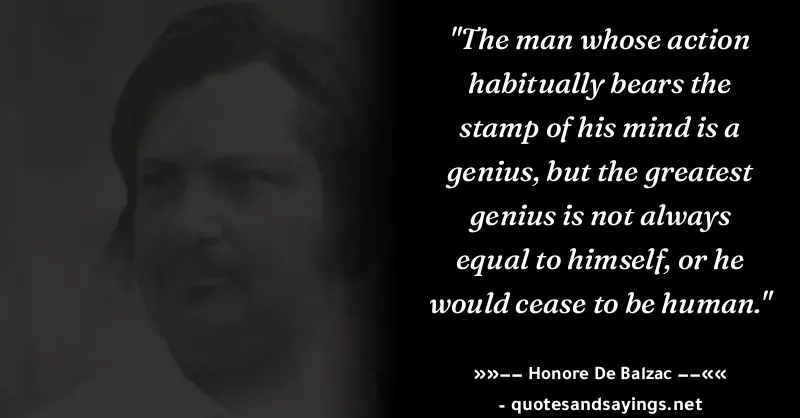 "The man whose action
habitually bears the
stamp of his mind is a
genius, but the greatest
genius is not always
equal to himself, or he
would cease to be human."
»»—— Honore De Balzac ——««
- quotesandsayings.net